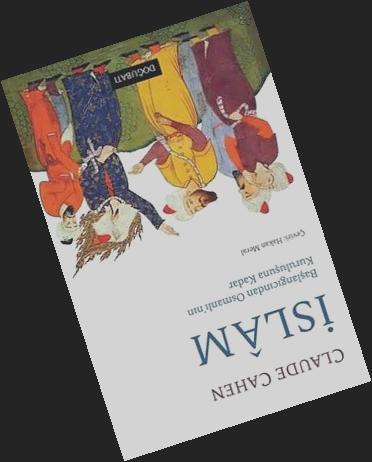 CLAUDE CAHEN
İSLÂM
Başlangıcından Osmanlı'nın
Kuruluşuna Kadar
Çeviri: Hakan Meral
DOĞUBATI